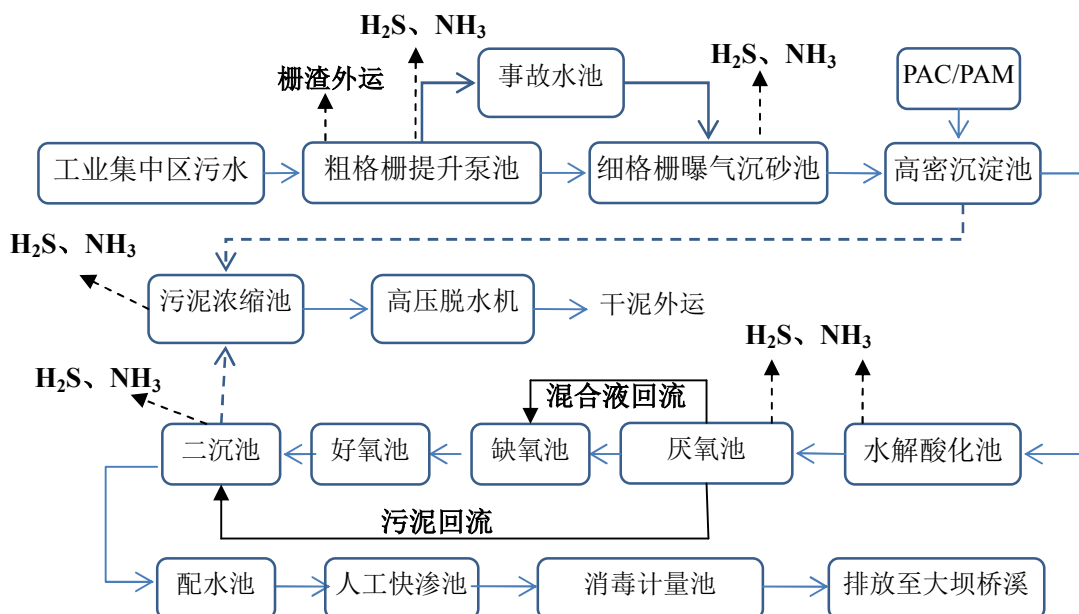 H₂S、NH₃
H₂S、NH₃
栅渣外运
事故水池
PAC/PAM
工业集中区污水
粗格栅提升泵池
细格栅曝气沉砂池
高密沉淀池
H₂S、NH₃
污泥浓缩池
高压脱水机
干泥外运
H₂S、NH₃
H₂S、NH₃
混合液回流
二沉池
好氧池
缺氧池
厌氧池
水解酸化池
污泥回流
配水池
人工快渗池
消毒计量池
排放至大坝桥溪